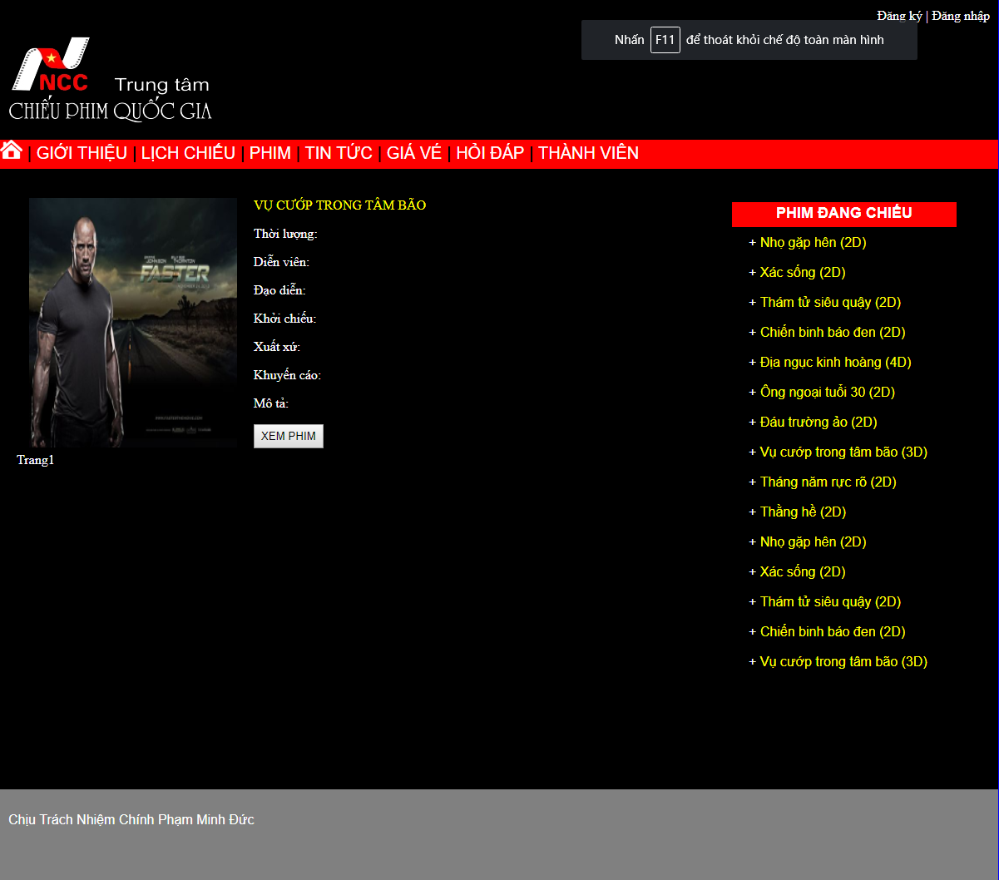 Đăng ký | Đăng nhập
Nhấn F11 để thoát khỏi chế độ toàn màn hình
NCC
Trung tâm
CHIẾU PHIM QUỐC GIA
| GIỚI THIỆU | LỊCH CHIẾU | PHIM | TIN TỨC | GIÁ VÉ | HỎI ĐÁP | THÀNH VIÊN
FASTER
VỤ CƯỚP TRONG TÂM BÃO
Thời lượng:
Diễn viên:
Đạo diễn:
Khởi chiếu:
Xuất xứ:
Khuyến cáo:
Mô tả:
XEM PHIM
Trang1
PHIM ĐANG CHIẾU
+ Nhọ gặp hên (2D)
+ Xác sống (2D)
+ Thám tử siêu quậy (2D)
+ Chiến binh báo đen (2D)
+ Địa ngục kinh hoàng (4D)
+ Ông ngoại tuổi 30 (2D)
+ Đáu trường ảo (2D)
+ Vụ cướp trong tâm bão (3D)
+ Tháng năm rực rõ (2D)
+ Thằng hề (2D)
+ Nhọ gặp hên (2D)
+ Xác sống (2D)
+ Thám tử siêu quậy (2D)
+ Chiến binh báo đen (2D)
+ Vụ cướp trong tâm bão (3D)
Chịu Trách Nhiệm Chính Phạm Minh Đức